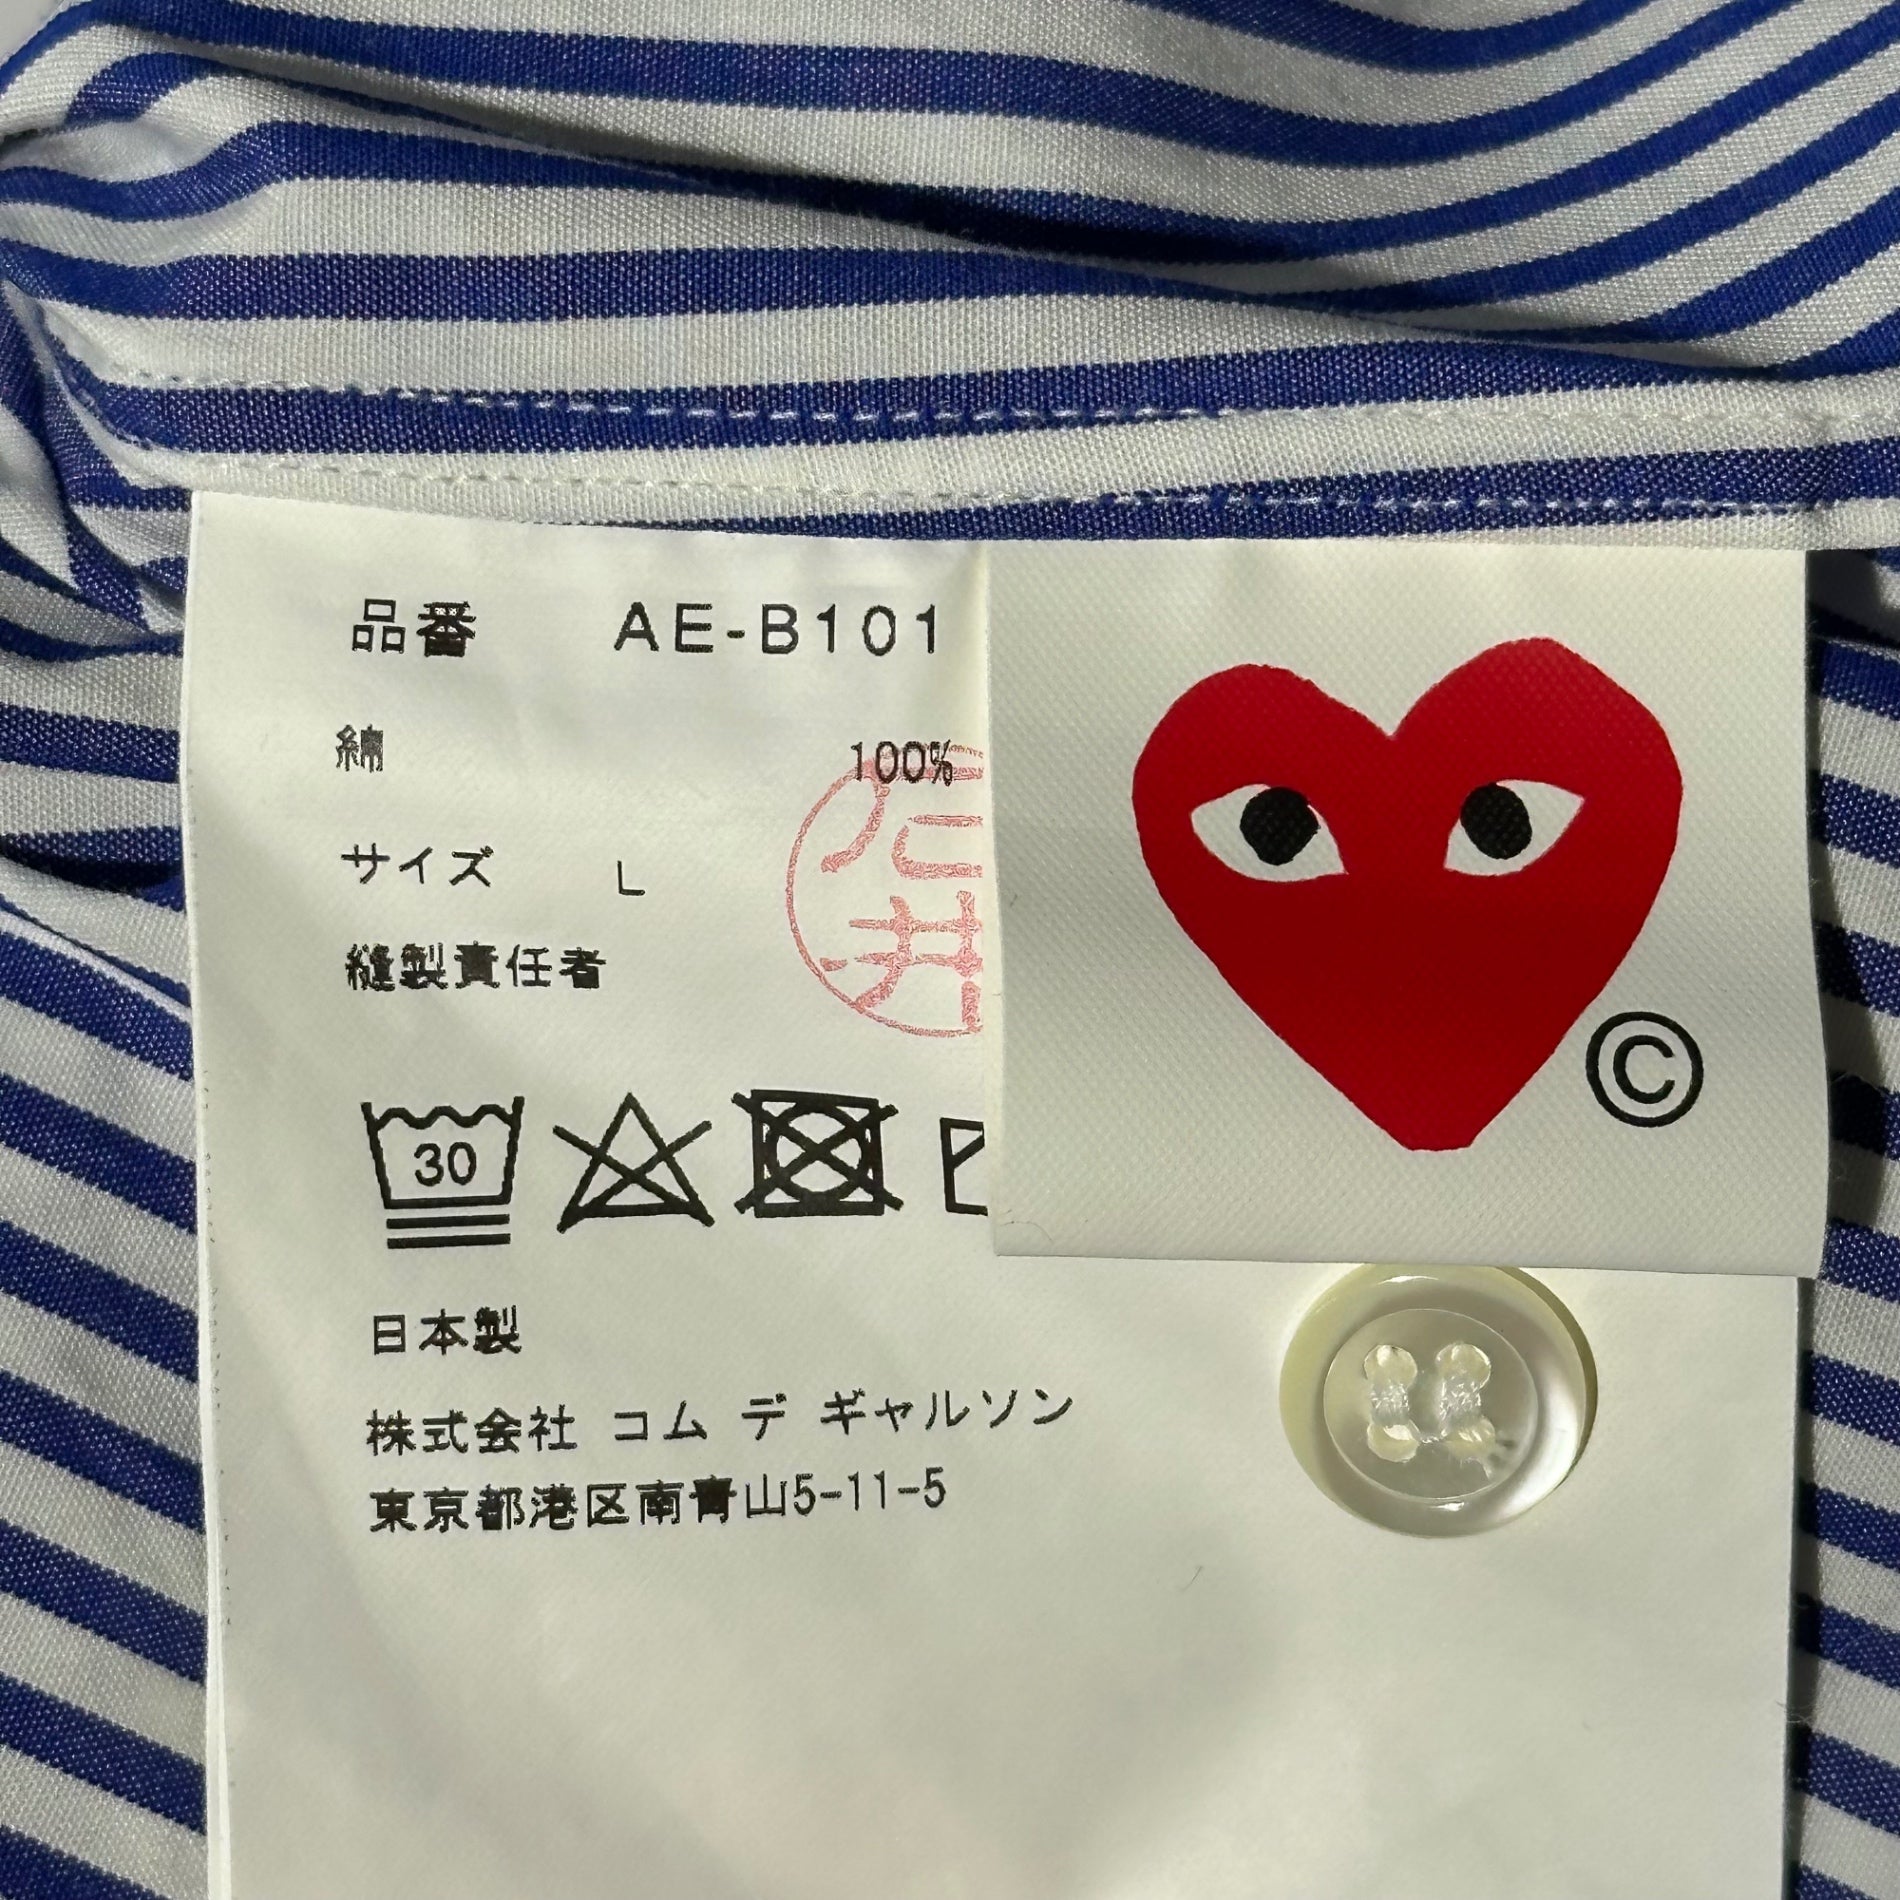 品番 AE-B101
綿 100%
サイズ L
縫製責任者
石井
30
©
日本製
株式会社 コム デ ギャルソン
東京都港区南青山5-11-5